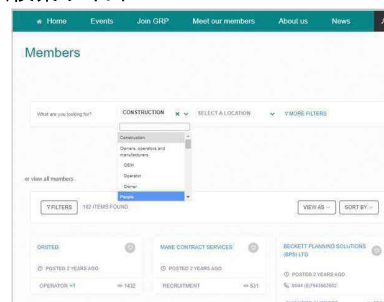 Home Events Join GRP Meet our members About us News
Members
What are you looking for? CONSTRUCTION × SELECT A LOCATION MORE FILTERS
Construction
Owners, operators and
manufacturers
OEM
Operator
Owner
People
or view all members.
FILTERS 182 ITEMS FOUND VIEW AS SORT BY
ORSTED MANE CONTRACT SERVICES BECKETT PLANNING SOLUTIONS
(BPS) LTD
POSTED 2 YEARS AGO POSTED 2 YEARS AGO
POSTED 2 YEARS AGO
OPERATOR +1 1432 RECRUITMENT 531